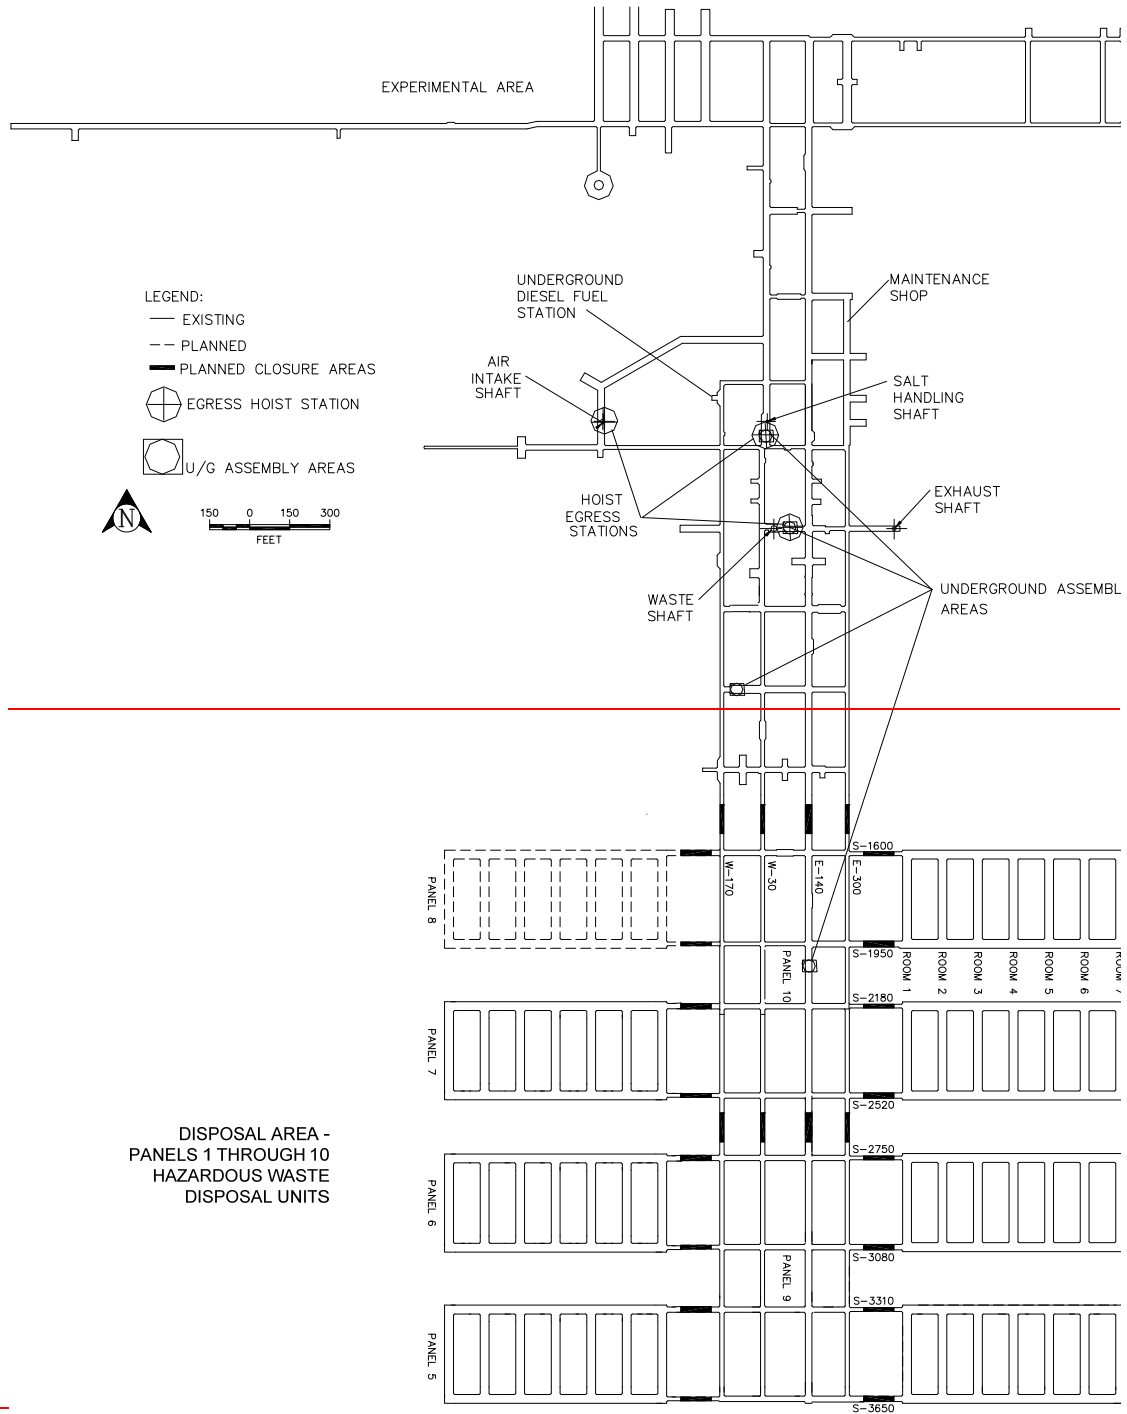 EXPERIMENTAL AREA
UNDERGROUND
DIESEL FUEL
STATION
MAINTENANCE
SHOP
LEGEND:
EXISTING
PLANNED
PLANNED CLOSURE AREAS
EGRESS HOIST STATION
U/G ASSEMBLY AREAS
AIR
INTAKE
SHAFT
SALT
HANDLING
SHAFT
N
150 0 150 300
FEET
HOIST
EGRESS
STATIONS
EXHAUST
SHAFT
WASTE
SHAFT
UNDERGROUND ASSEMBL
AREAS
S-1600
W-170
W-30
E-140
E-300
PANEL 8
S-1950
PANEL 10
S-2180
ROOM 1
ROOM 2
ROOM 3
ROOM 4
ROOM 5
ROOM 6
ROOM 7
PANEL 7
S-2520
DISPOSAL AREA -
PANELS 1 THROUGH 10
HAZARDOUS WASTE
DISPOSAL UNITS
S-2750
PANEL 6
S-3080
PANEL 9
S-3310
PANEL 5
S-3650